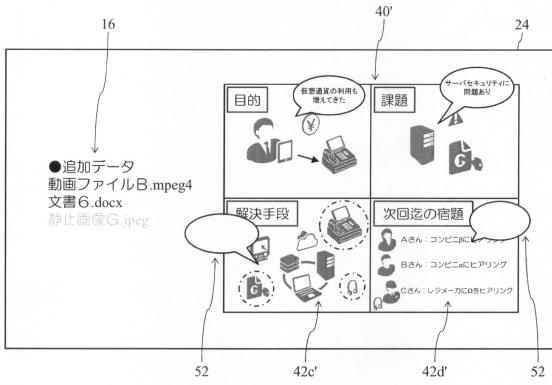 16
40'
24
目的
仮想通貨の利用も
増えてきた
¥
課題
サーバセキュリティに
問題あり
C
●追加データ
動画ファイルB.mpeg4
文書6.docx
静止画像G.jpeg
解決手段
C
次回迄の宿題
Aさん：コンビニβにヒアリング
Bさん：コンビニαにヒアリング
Cさん：レジメーカにΩをヒアリング
52
42c'
42d'
52